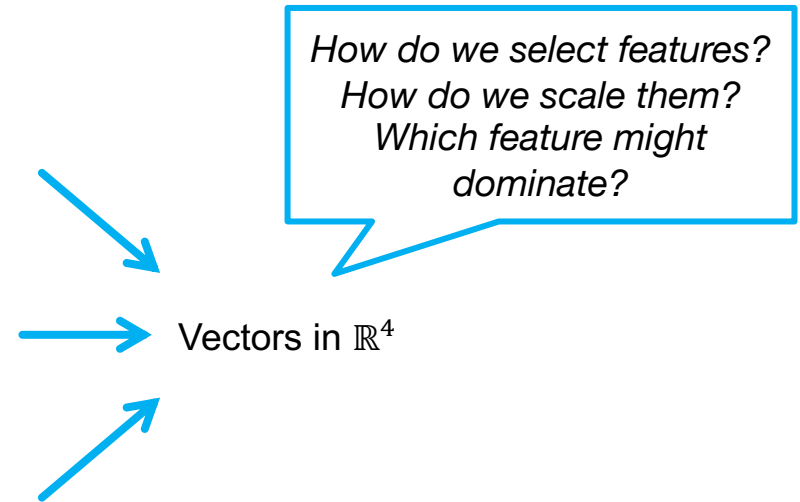 How do we select features?
How do we scale them?
Which feature might
dominate?
Vectors in ℝ⁴